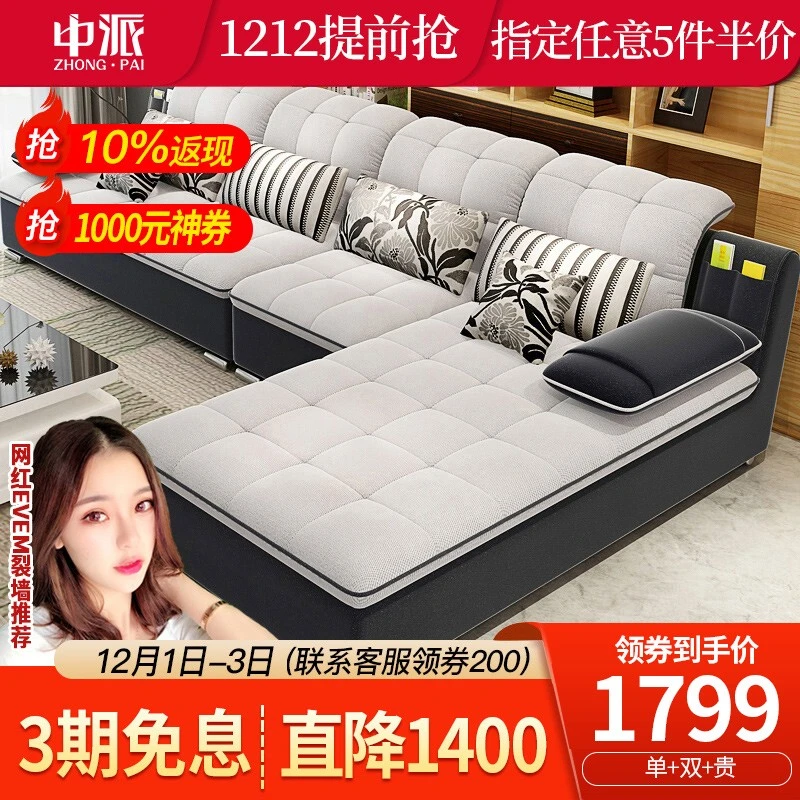 中派
ZHONG·PAI
1212提前抢
指定任意5件半价
抢 10%返现
抢 1000元神券
网红EVEM裂墙推荐
12月1日-3日（联系客服领券200）
3期免息 直降1400
领券到手价
1799
单+双+贵